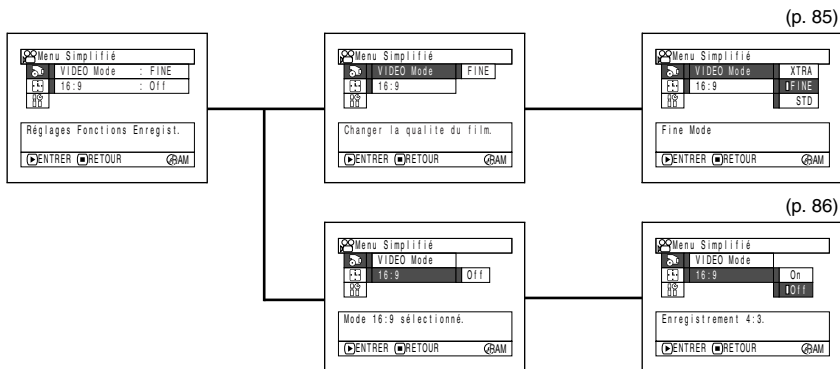 (p. 85)
Menu Simplifié
VIDEO Mode : FINE
16:9 : Off
Réglages Fonctions Enregist.
ENTRER RETOUR RAM
Menu Simplifié
VIDEO Mode FINE
16:9
Changer la qualite du film.
ENTRER RETOUR RAM
Menu Simplifié
VIDEO Mode XTRA
16:9 FINE
STD
Fine Mode
ENTRER RETOUR RAM
(p. 86)
Menu Simplifié
VIDEO Mode
16:9 Off
Mode 16:9 sélectionné.
ENTRER RETOUR RAM
Menu Simplifié
VIDEO Mode
16:9 On
Off
Enregistrement 4:3.
ENTRER RETOUR RAM